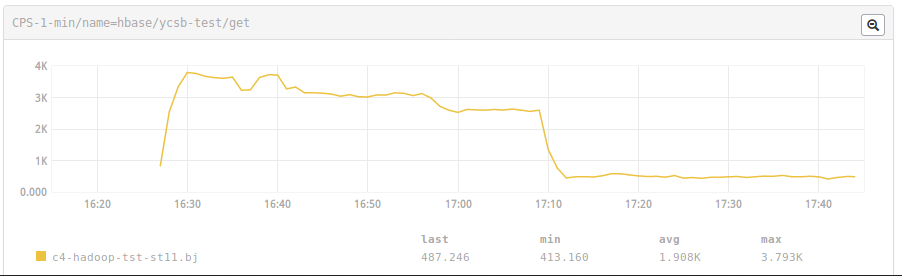 CPS-1-min/name=hbase/ycsb-test/get
4K
3K
2K
1K
0.000
16:20 16:30 16:40 16:50 17:00 17:10 17:20 17:30 17:40
last min avg max
c4-hadoop-tst-st11.bj 487.246 413.160 1.908K 3.793K